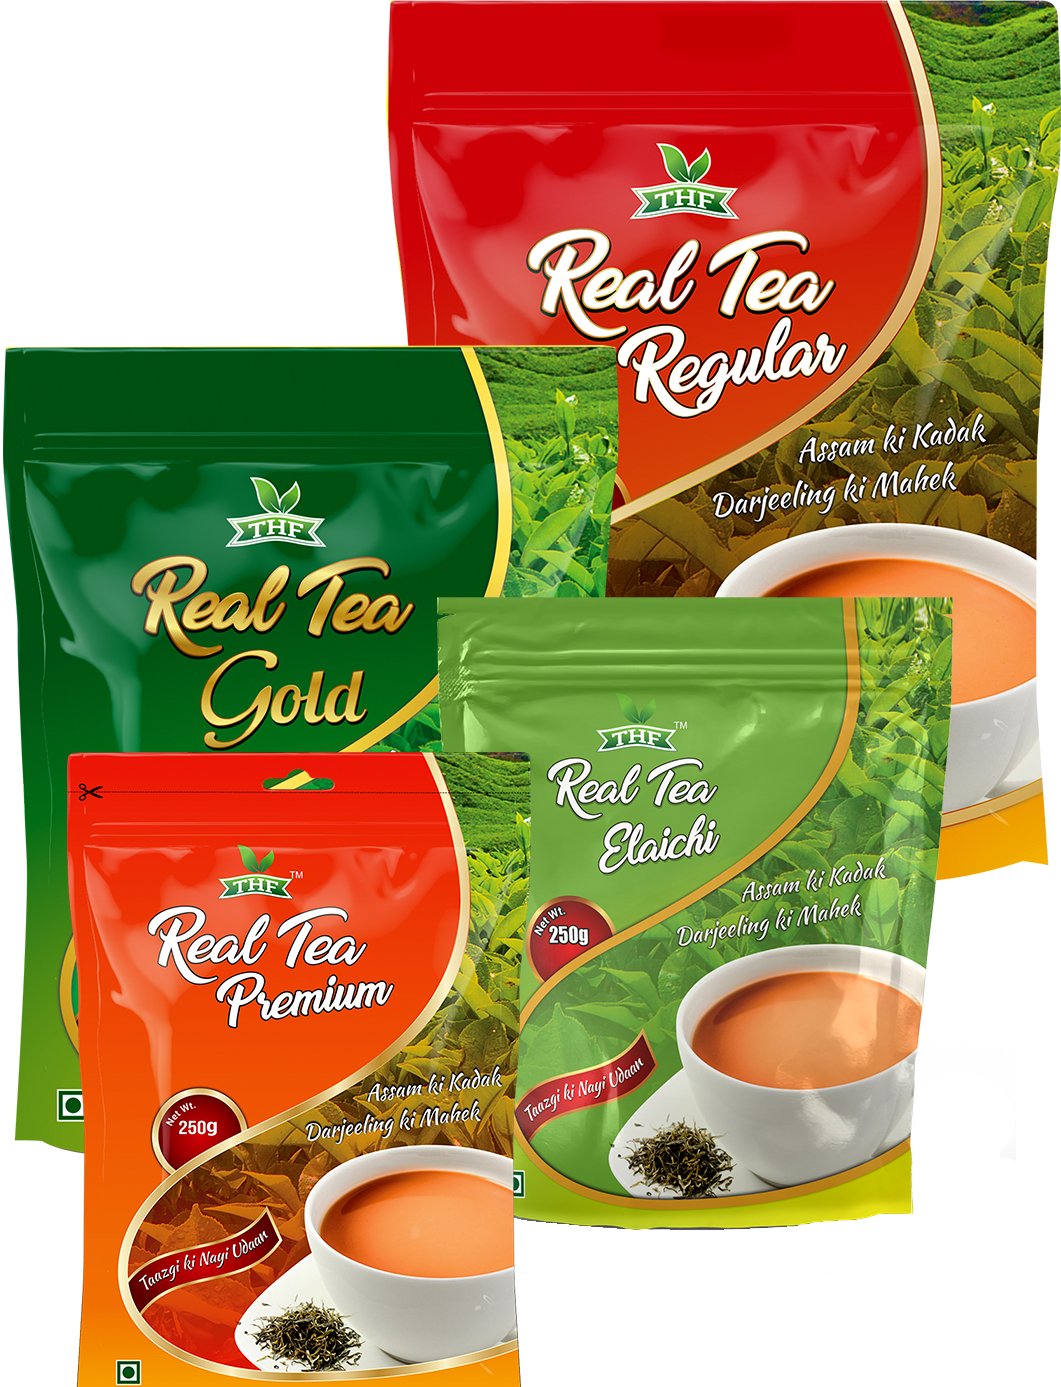 THF
Real Tea
Regular
Assam ki Kadak
Darjeeling ki Mahek
THF
Real Tea
Gold
THF TM
Real Tea
Elaichi
Assam ki Kadak
Darjeeling ki Mahek
Net Wt.
250g
Taazgi ki Nayi Udaan
THF TM
Real Tea
Premium
Assam ki Kadak
Darjeeling ki Mahek
Net Wt.
250g
Taazgi ki Nayi Udaan